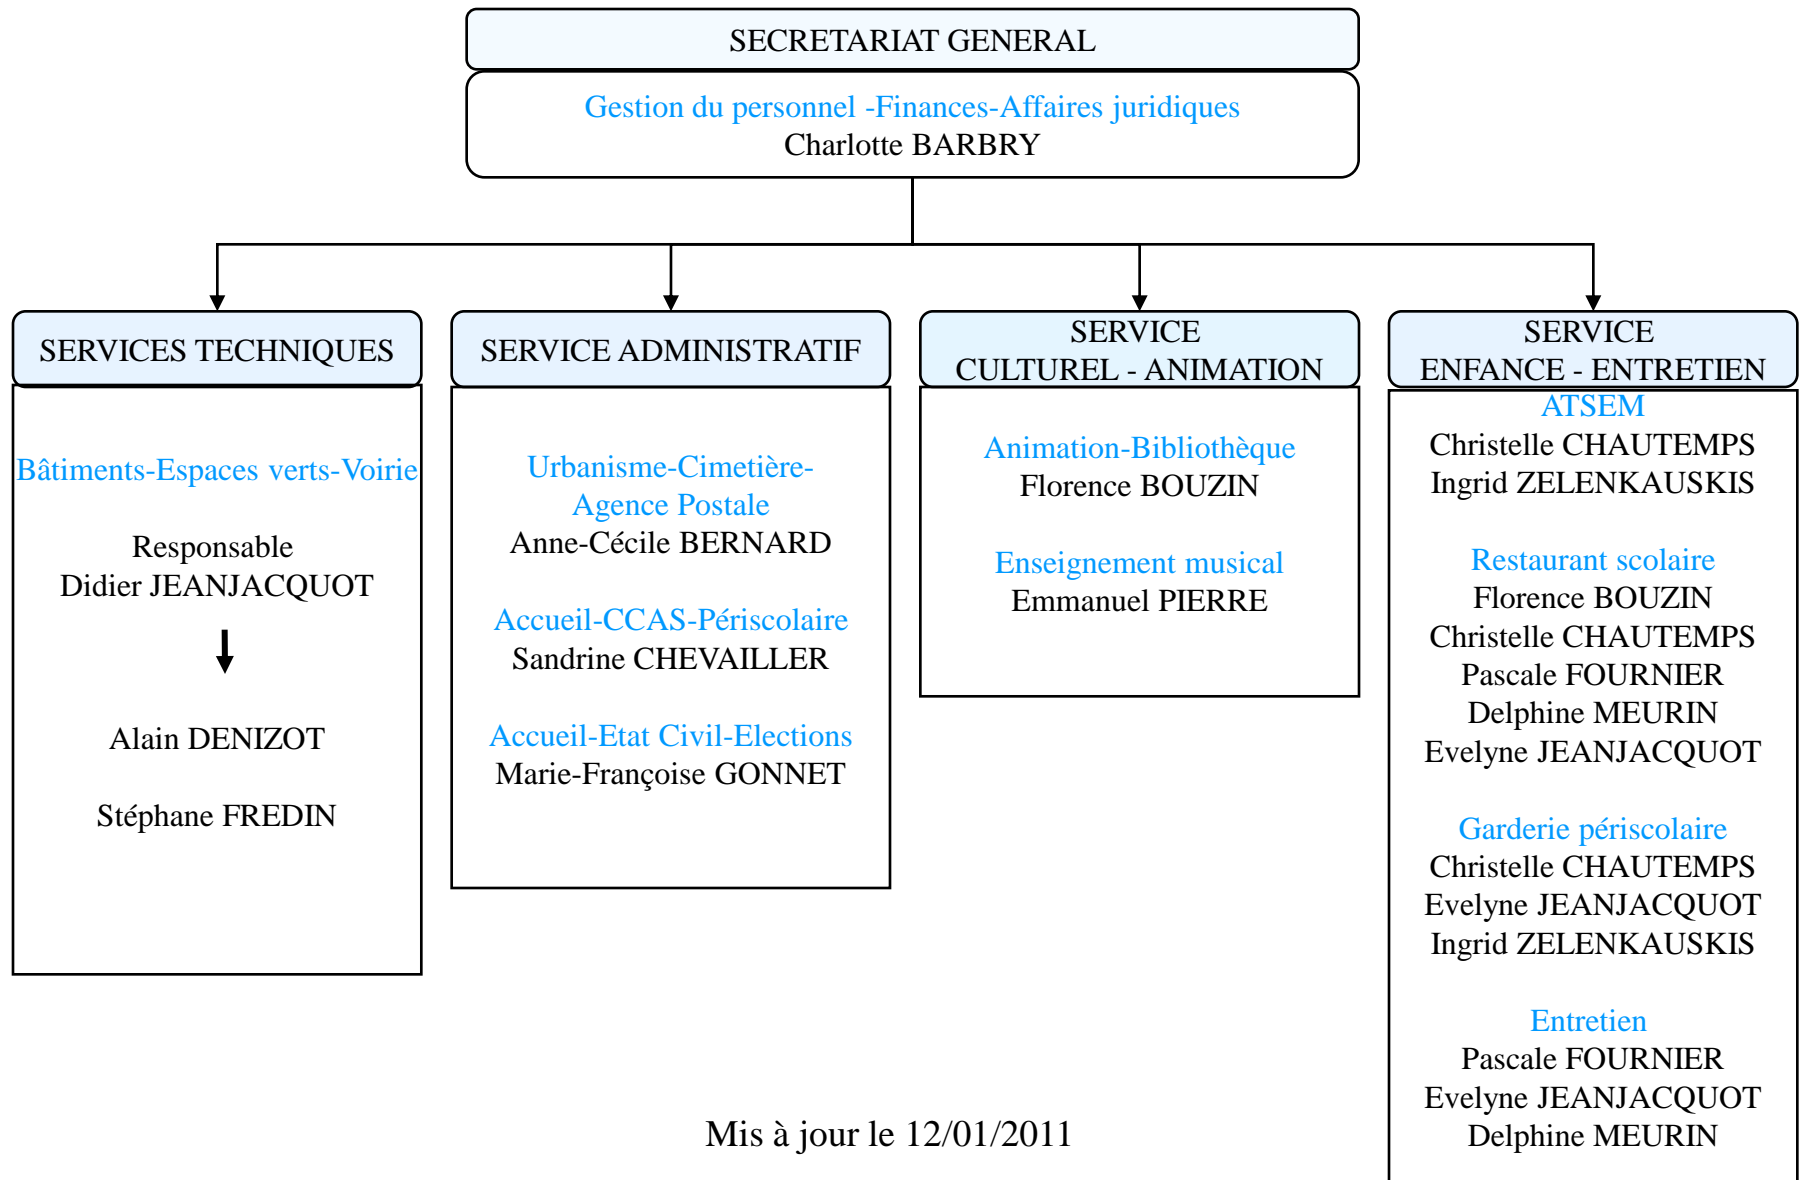 SECRETARIAT GENERAL
Gestion du personnel -Finances-Affaires juridiques
Charlotte BARBRY
SERVICES TECHNIQUES
Bâtiments-Espaces verts-Voirie
Responsable
Didier JEANJACQUOT
Alain DENIZOT
Stéphane FREDIN
SERVICE ADMINISTRATIF
Urbanisme-Cimetière-
Agence Postale
Anne-Cécile BERNARD
Accueil-CCAS-Périscolaire
Sandrine CHEVAILLER
Accueil-Etat Civil-Elections
Marie-Françoise GONNET
SERVICE
CULTUREL - ANIMATION
Animation-Bibliothèque
Florence BOUZIN
Enseignement musical
Emmanuel PIERRE
SERVICE
ENFANCE - ENTRETIEN
ATSEM
Christelle CHAUTEMPS
Ingrid ZELENKAUSKIS
Restaurant scolaire
Florence BOUZIN
Christelle CHAUTEMPS
Pascale FOURNIER
Delphine MEURIN
Evelyne JEANJACQUOT
Garderie périscolaire
Christelle CHAUTEMPS
Evelyne JEANJACQUOT
Ingrid ZELENKAUSKIS
Entretien
Pascale FOURNIER
Evelyne JEANJACQUOT
Delphine MEURIN
Mis à jour le 12/01/2011